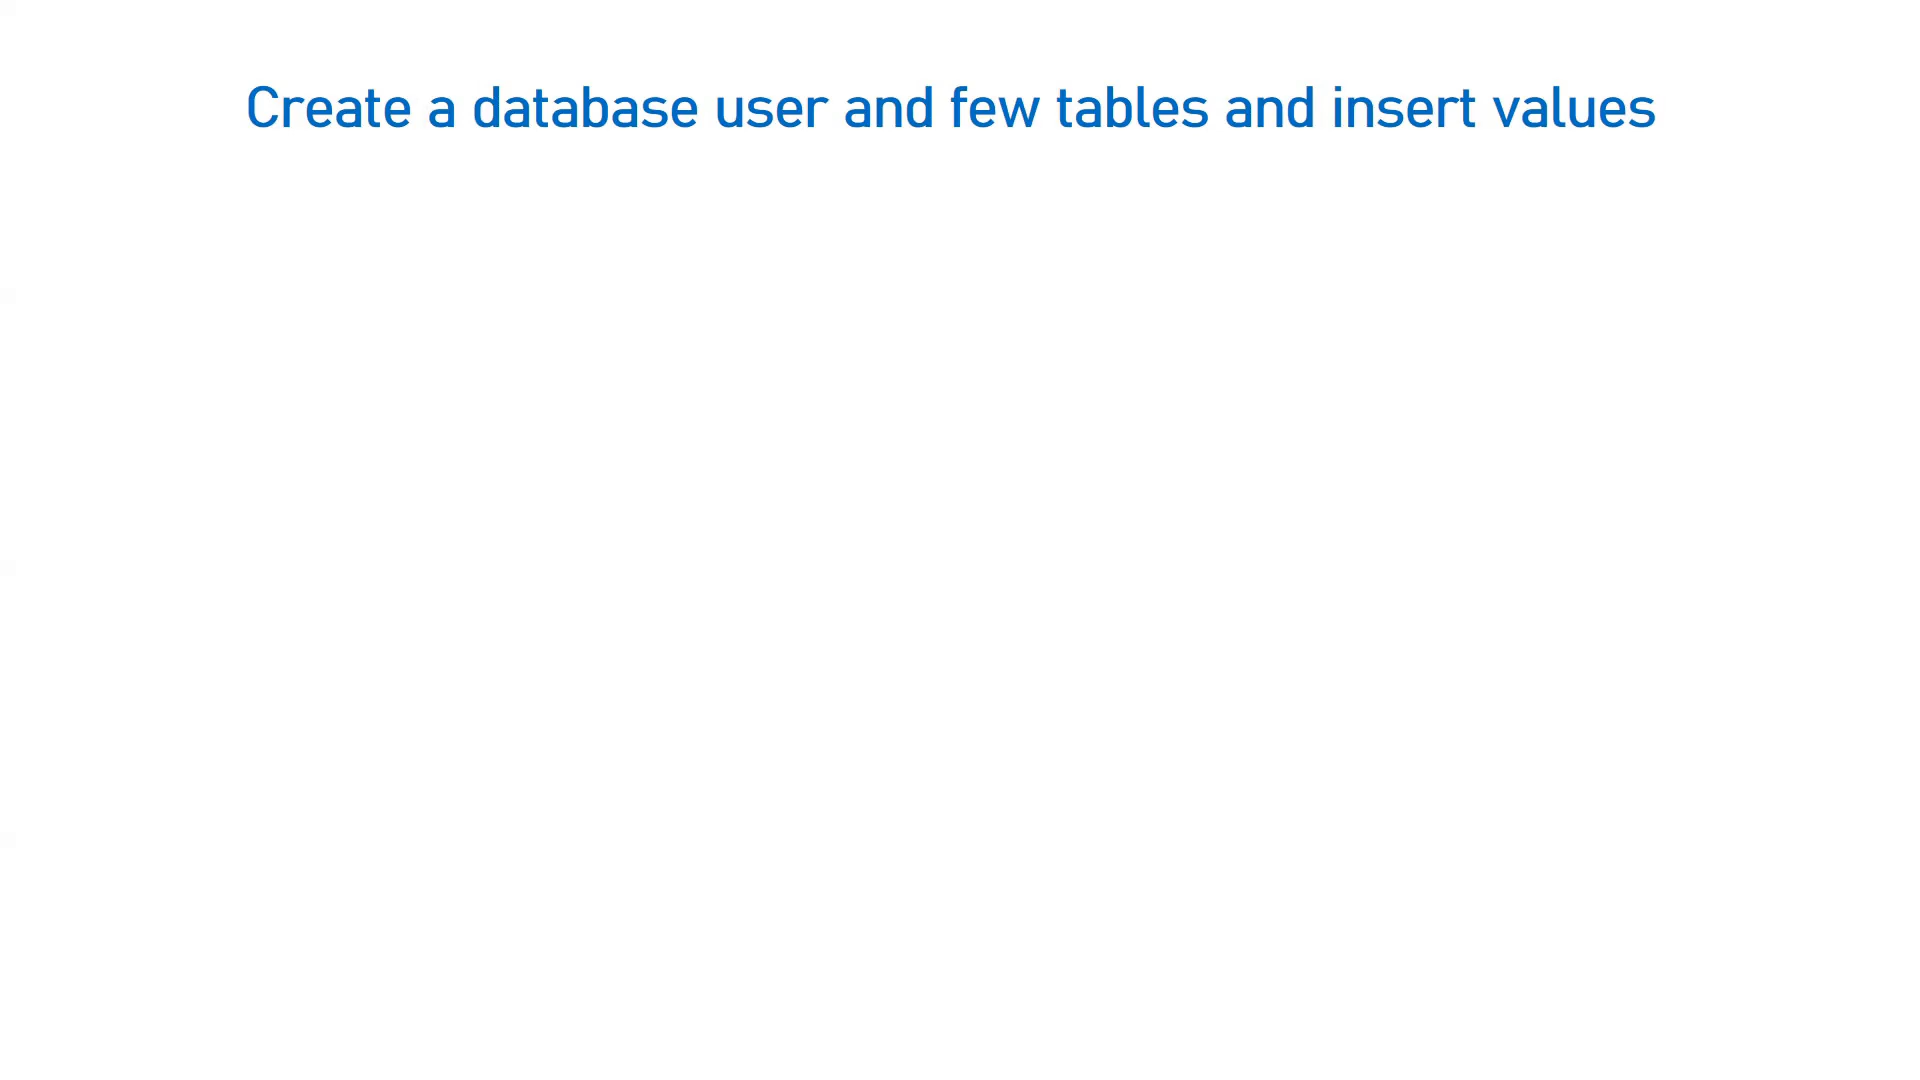 Create a database user and few tables and insert values